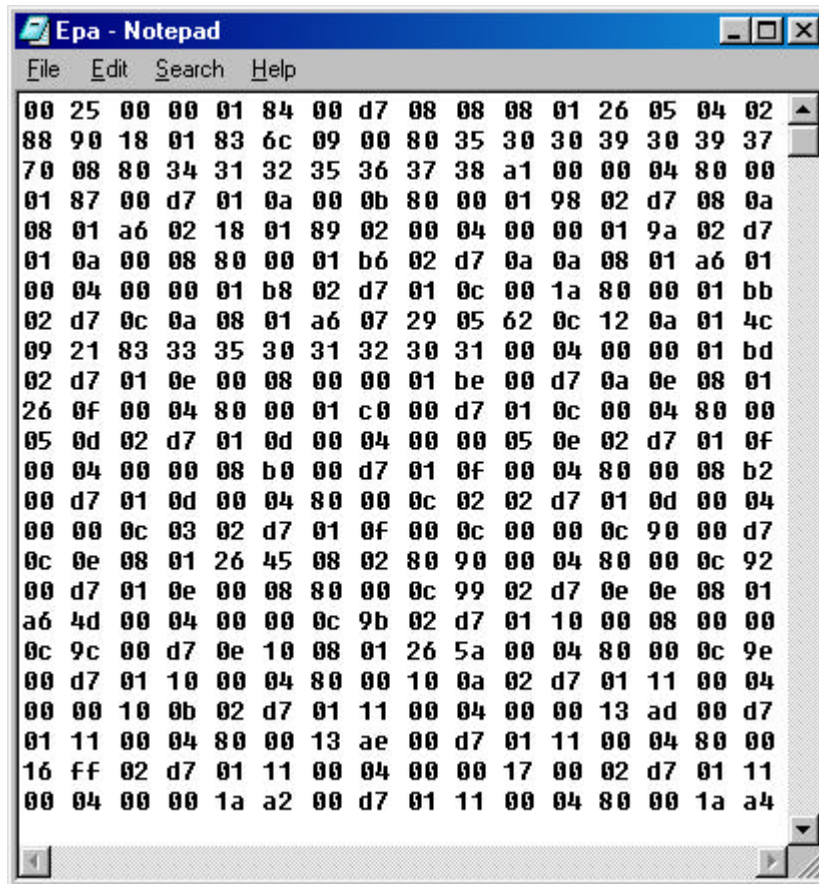 Epa - Notepad
File Edit Search Help
00 25 00 00 01 84 00 d7 08 08 08 01 26 05 04 02
88 90 18 01 83 6c 09 00 80 35 30 30 39 30 39 37
70 08 80 34 31 32 35 36 37 38 a1 00 00 04 80 00
01 87 00 d7 01 0a 00 0b 80 00 01 98 02 d7 08 0a
08 01 a6 02 18 01 89 02 00 04 00 00 01 9a 02 d7
01 0a 00 08 80 00 01 b6 02 d7 0a 0a 08 01 a6 01
00 04 00 00 01 b8 02 d7 01 0c 00 1a 80 00 01 bb
02 d7 0c 0a 08 01 a6 07 29 05 62 0c 12 0a 01 4c
09 21 83 33 35 30 31 32 30 31 00 04 00 00 01 bd
02 d7 01 0e 00 08 00 00 01 be 00 d7 0a 0e 08 01
26 0f 00 04 80 00 01 c0 00 d7 01 0c 00 04 80 00
05 0d 02 d7 01 0d 00 04 00 00 05 0e 02 d7 01 0f
00 04 00 00 08 b0 00 d7 01 0f 00 04 80 00 08 b2
00 d7 01 0d 00 04 80 00 0c 02 02 d7 01 0d 00 04
00 00 0c 03 02 d7 01 0f 00 0c 00 00 0c 90 00 d7
0c 0e 08 01 26 45 08 02 80 90 00 04 80 00 0c 92
00 d7 01 0e 00 08 80 00 0c 99 02 d7 0e 0e 08 01
a6 4d 00 04 00 00 0c 9b 02 d7 01 10 00 08 00 00
0c 9c 00 d7 0e 10 08 01 26 5a 00 04 80 00 0c 9e
00 d7 01 10 00 04 80 00 10 0a 02 d7 01 11 00 04
00 00 10 0b 02 d7 01 11 00 04 00 00 13 ad 00 d7
01 11 00 04 80 00 13 ae 00 d7 01 11 00 04 80 00
16 ff 02 d7 01 11 00 04 00 00 17 00 02 d7 01 11
00 04 00 00 1a a2 00 d7 01 11 00 04 80 00 1a a4